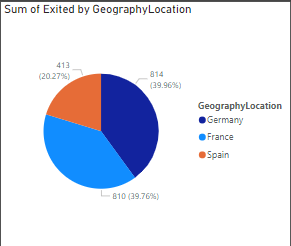 Sum of Exited by GeographyLocation
413
(20.27%)
814
(39.96%)
GeographyLocation
Germany
France
Spain
810 (39.76%)